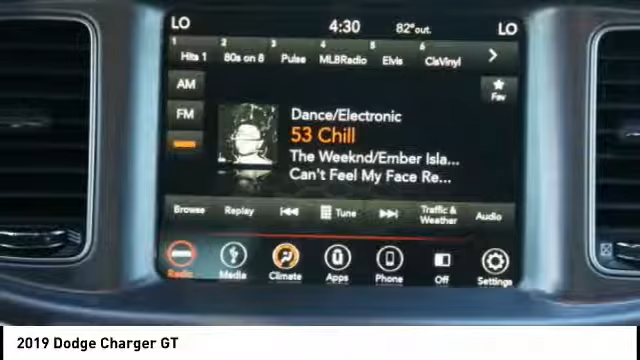 LO 4:30 82°out. LO
1 2 3 4 5 6
Hits 1 80s on 8 Pulse MLBRadio Elvis ClsVinyl
AM
Fav
FM
Dance/Electronic
53 Chill
The Weeknd/Ember Isla...
Can't Feel My Face Re...
Browse Replay Tune Traffic & Weather Audio
Radio Media Climate Apps Phone Off Settings
2019 Dodge Charger GT